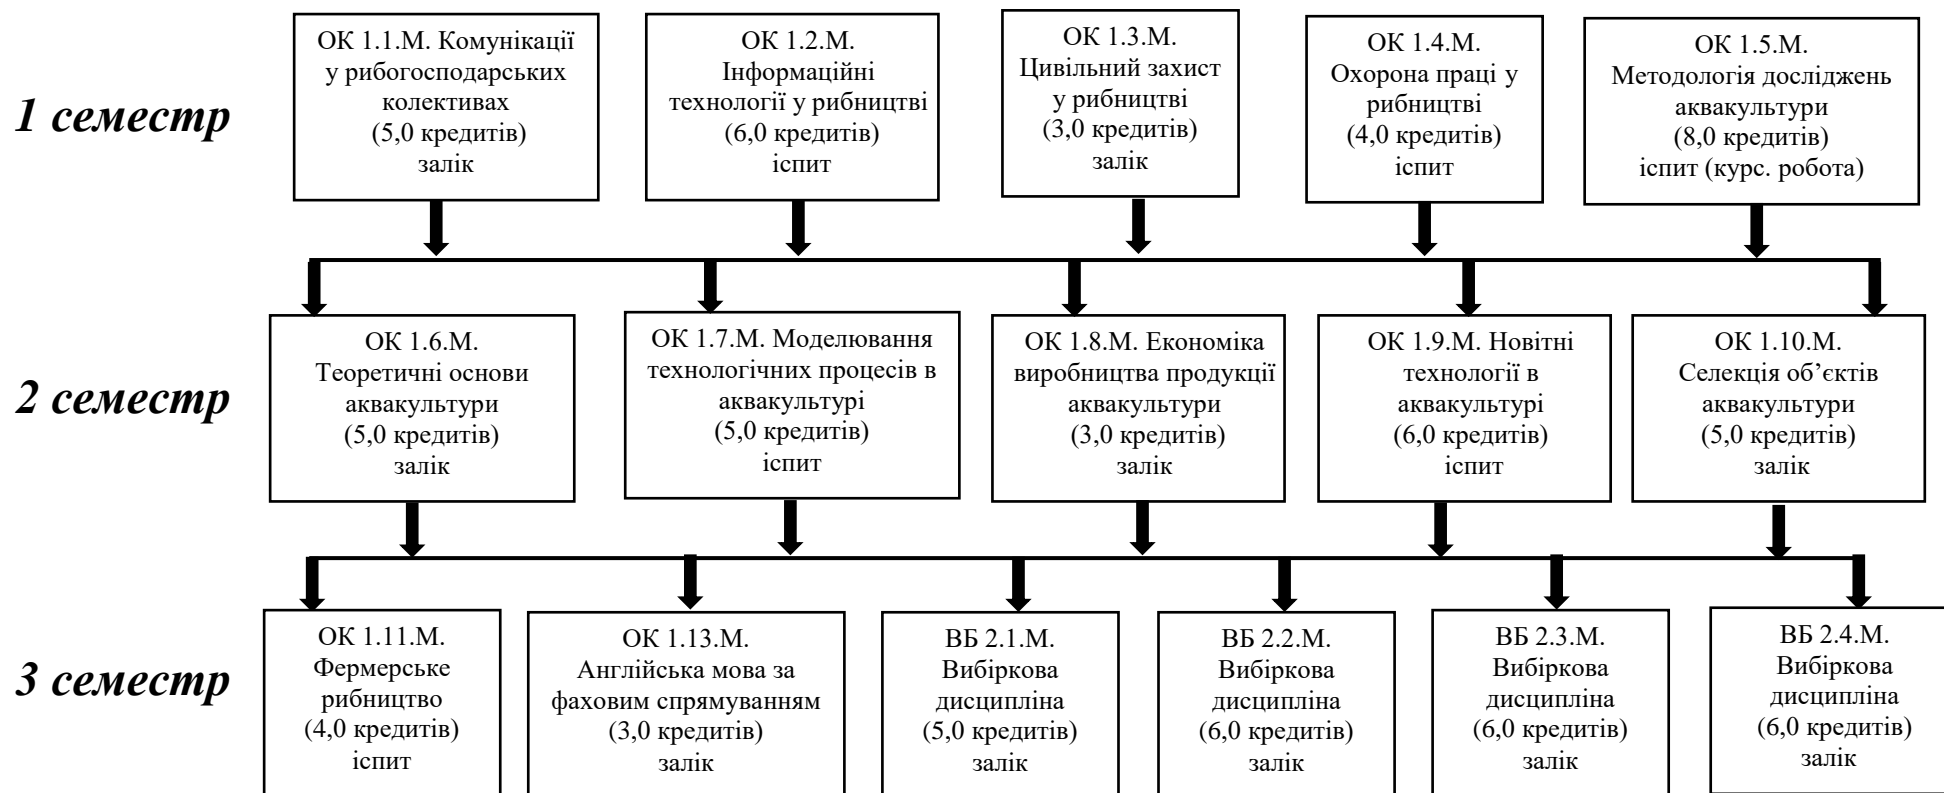 1 семестр
ОК 1.1.М. Комунікації
у рибогосподарських
колективах
(5,0 кредитів)
залік
ОК 1.2.М.
Інформаційні
технології у рибництві
(6,0 кредитів)
іспит
ОК 1.3.М.
Цивільний захист
у рибництві
(3,0 кредитів)
залік
ОК 1.4.М.
Охорона праці у
рибництві
(4,0 кредитів)
іспит
ОК 1.5.М.
Методологія досліджень
аквакультури
(8,0 кредитів)
іспит (курс. робота)
2 семестр
ОК 1.6.М.
Теоретичні основи
аквакультури
(5,0 кредитів)
залік
ОК 1.7.М. Моделювання
технологічних процесів в
аквакультурі
(5,0 кредитів)
іспит
ОК 1.8.М. Економіка
виробництва продукції
аквакультури
(3,0 кредитів)
залік
ОК 1.9.М. Новітні
технології в
аквакультурі
(6,0 кредитів)
іспит
ОК 1.10.М.
Селекція об’єктів
аквакультури
(5,0 кредитів)
залік
3 семестр
ОК 1.11.М.
Фермерське
рибництво
(4,0 кредитів)
іспит
ОК 1.13.М.
Англійська мова за
фаховим спрямуванням
(3,0 кредитів)
залік
ВБ 2.1.М.
Вибіркова
дисципліна
(5,0 кредитів)
залік
ВБ 2.2.М.
Вибіркова
дисципліна
(6,0 кредитів)
залік
ВБ 2.3.М.
Вибіркова
дисципліна
(6,0 кредитів)
залік
ВБ 2.4.М.
Вибіркова
дисципліна
(6,0 кредитів)
залік